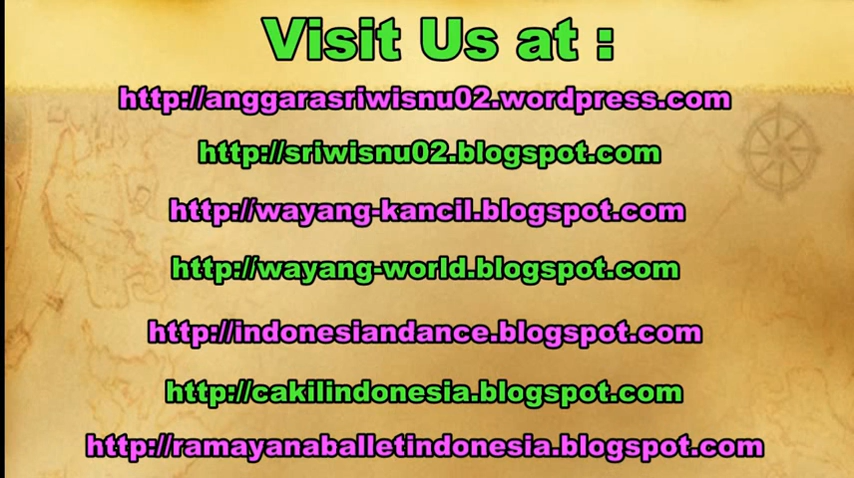 Visit Us at :
http://anggarasriwisnu02.wordpress.com
http://sriwisnu02.blogspot.com
http://wayang-kancil.blogspot.com
http://wayang-world.blogspot.com
http://indonesiandance.blogspot.com
http://cakilindonesia.blogspot.com
http://ramayanaballetindonesia.blogspot.com